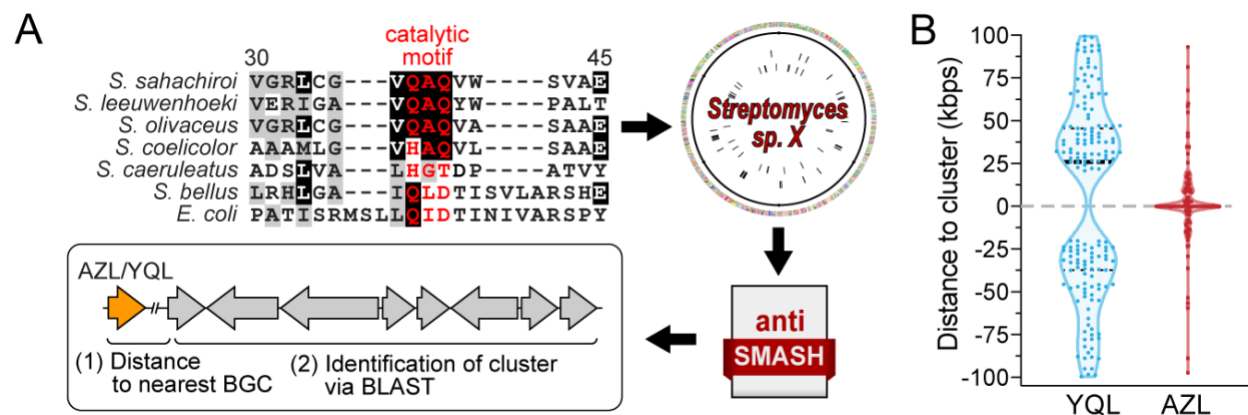 A
30
catalytic
motif
45
S. sahachiroi VGRLCG---VQAQVW----SVAE
S. leeuwenhoeki VERIGA---VQAQYW----PALT
S. olivaceus VGRLCG---VQAQVA----SAAE
S. coelicolor AAAMLG---VHAQVL----SAAE
S. caeruleatus ADSLVA---LHGTDP----ATVY
S. bellus LRHLGA---IQLDTISVLARSHE
E. coli PATISRMSLLQIDTINIVARSPY
Streptomyces
sp. X
anti
SMASH
AZL/YQL
(1) Distance
to nearest BGC
(2) Identification of cluster
via BLAST
B
Distance to cluster (kbps)
100
75
50
25
0
-25
-50
-75
-100
YQL
AZL